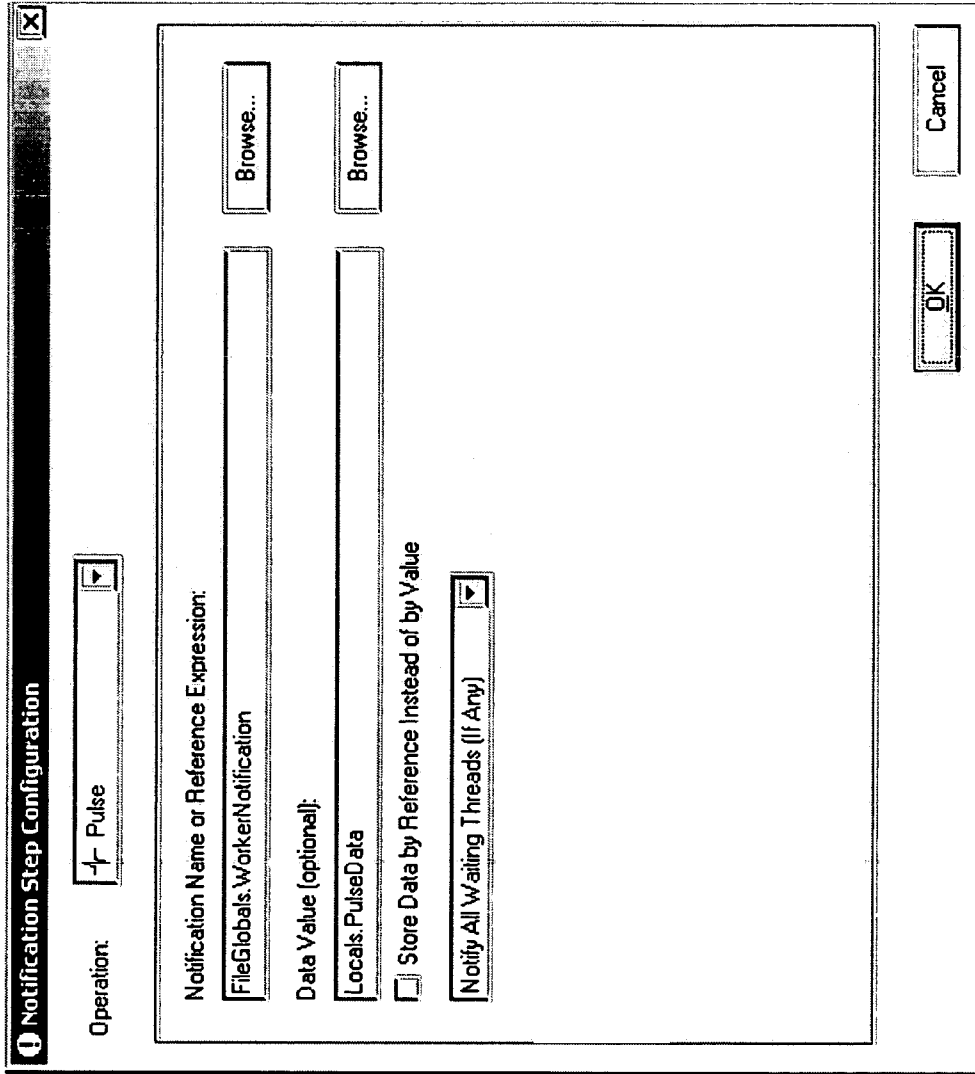 Notification Step Configuration
Operation:
Pulse
Notification Name or Reference Expression:
FileGlobals.WorkerNotification
Browse...
Data Value (optional):
Locals.PulseData
Browse...
Store Data by Reference Instead of by Value
Notify All Waiting Threads (If Any)
OK
Cancel